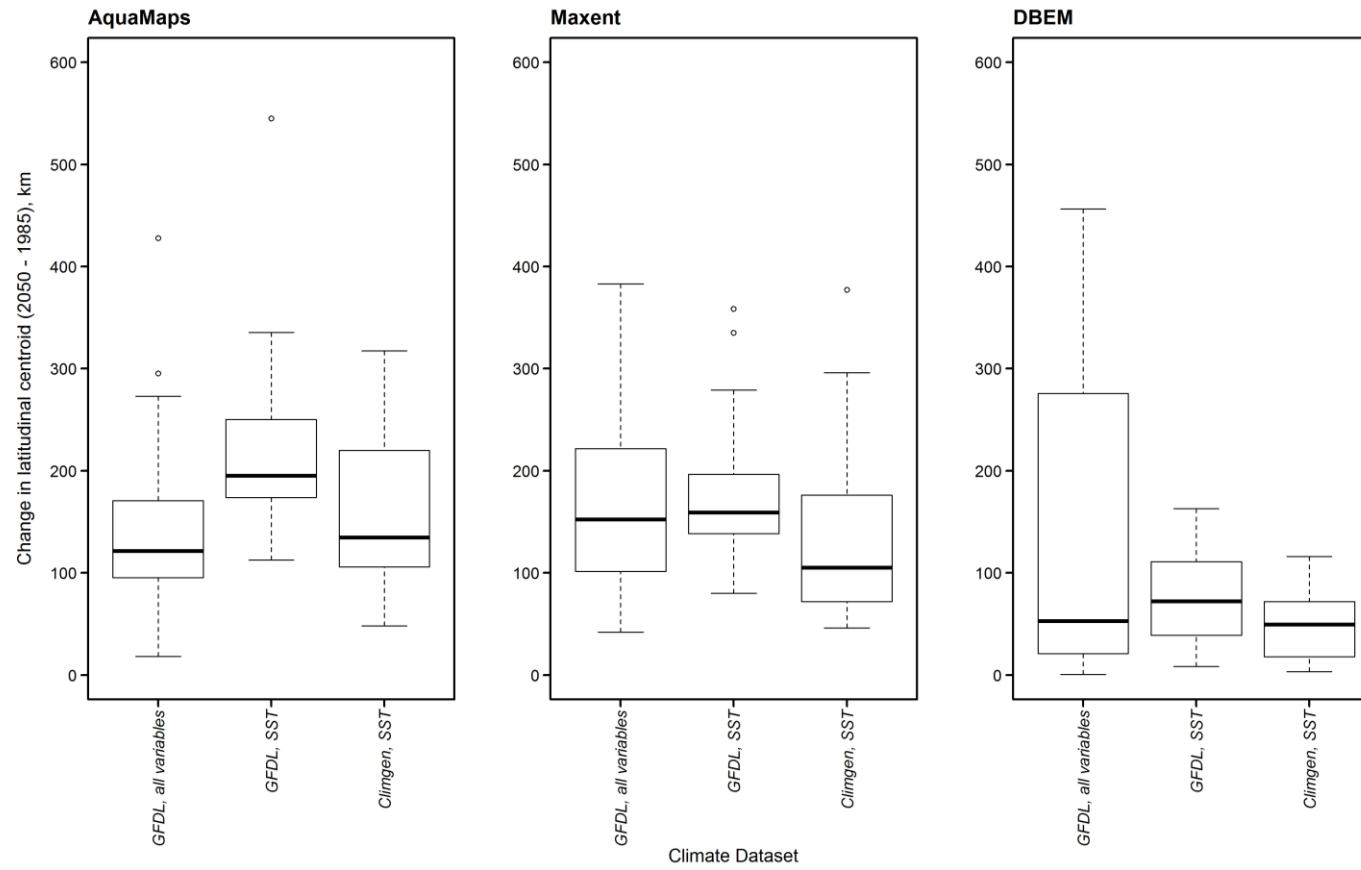 AquaMaps
Maxent
DBEM
Change in latitudinal centroid (2050 - 1985), km
600
500
400
300
200
100
0
600
500
400
300
200
100
0
600
500
400
300
200
100
0
GFDL, all variables
GFDL, SST
Climgen, SST
GFDL, all variables
GFDL, SST
Climgen, SST
GFDL, all variables
GFDL, SST
Climgen, SST
Climate Dataset